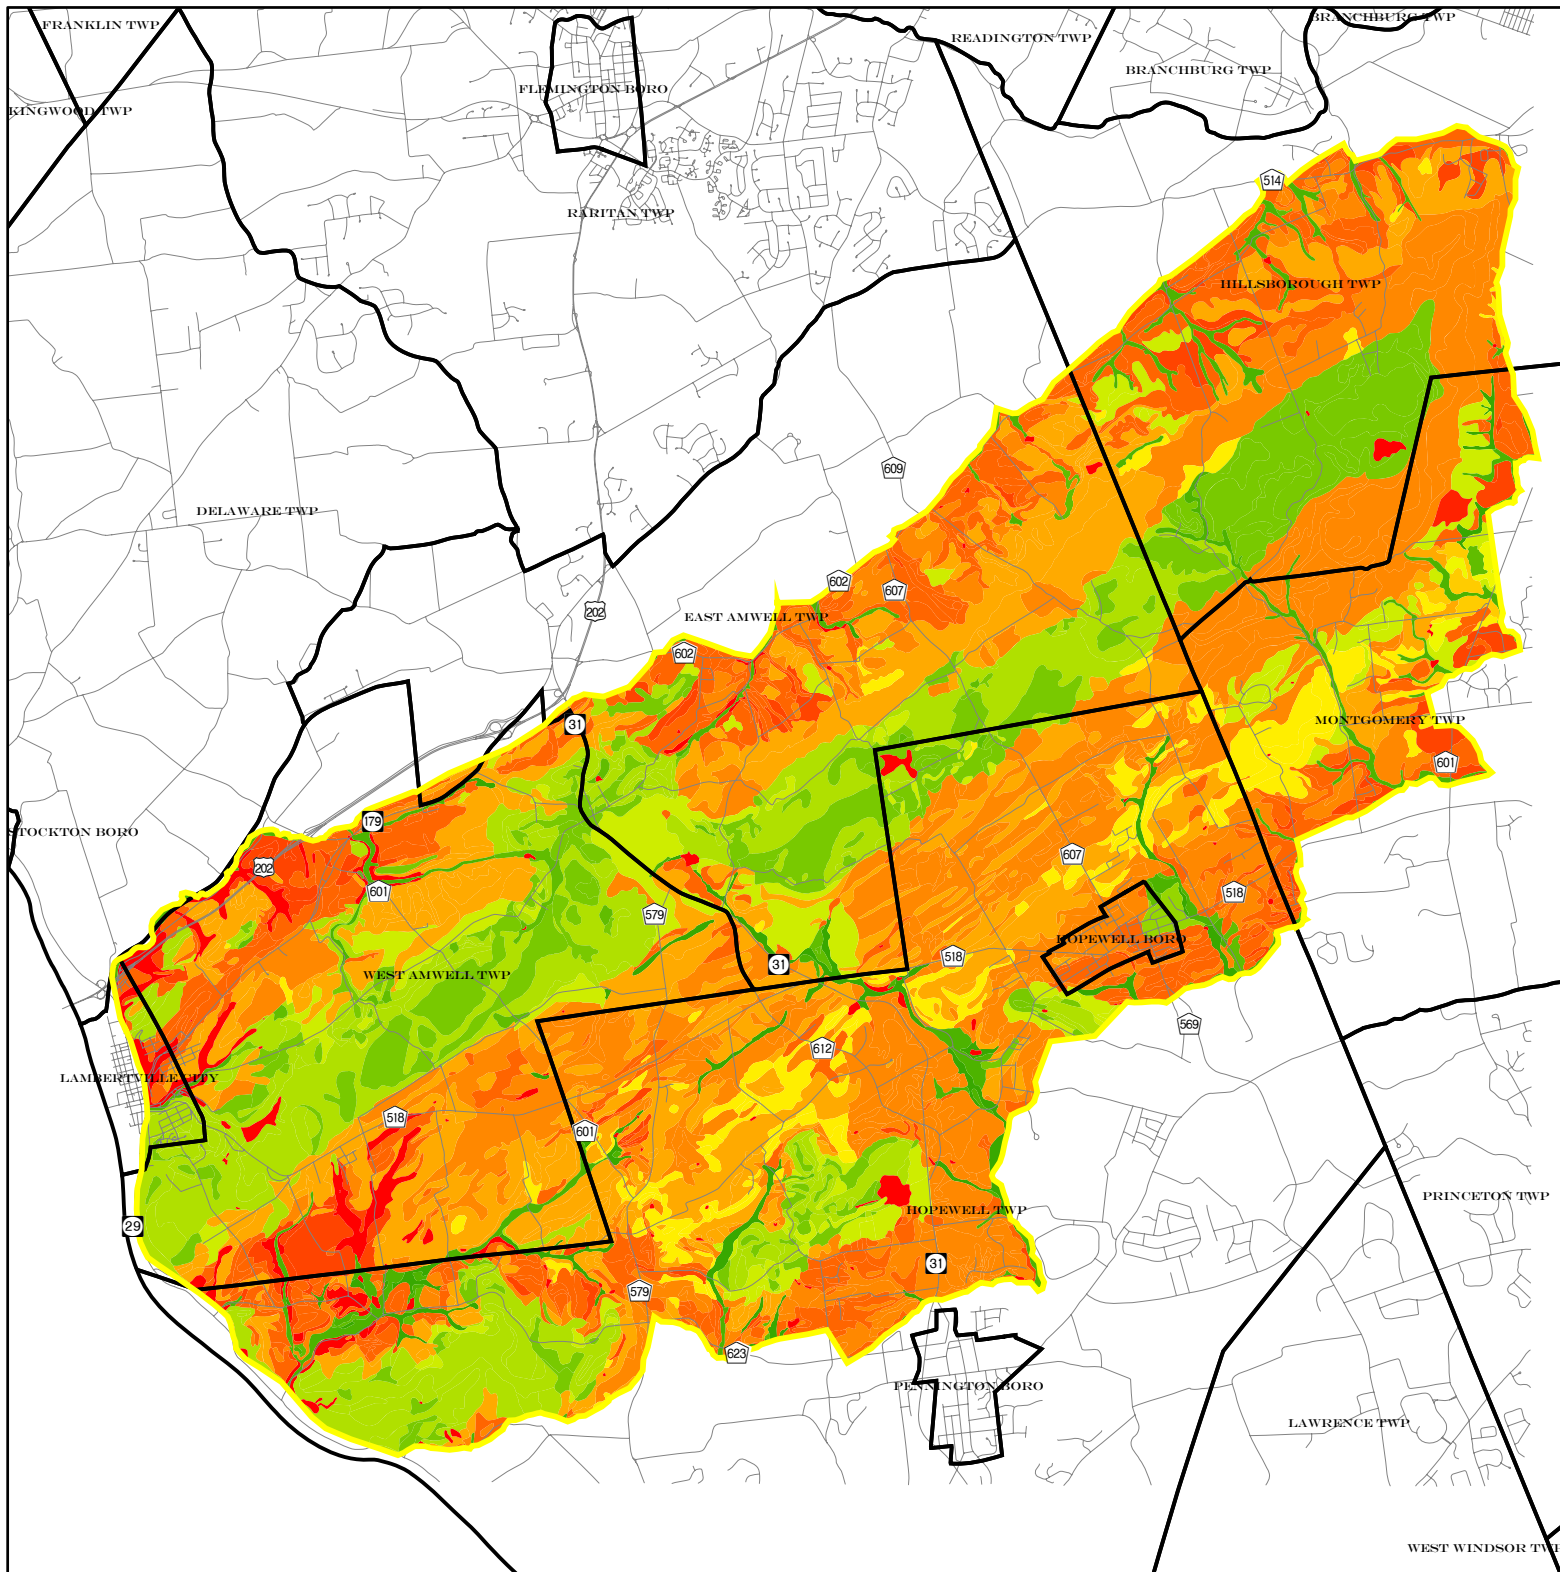 FRANKLIN TWP
BRANCHBURG TWP
READINGTON TWP
BRANCHBURG TWP
FLEMINGTON BORO
KINGWOOD TWP
514
RARITAN TWP
HILLSBOROUGH TWP
609
DELAWARE TWP
602
607
202
EAST AMWELL TWP
602
31
MONTGOMERY TWP
601
179
STOCKTON BORO
202
607
601
518
579
HOPEWELL BORO
518
31
WEST AMWELL TWP
569
612
LAMBERTVILLE CITY
518
601
PRINCETON TWP
HOPEWELL TWP
29
31
579
623
PENNINGTON BORO
LAWRENCE TWP
WEST WINDSOR TWP